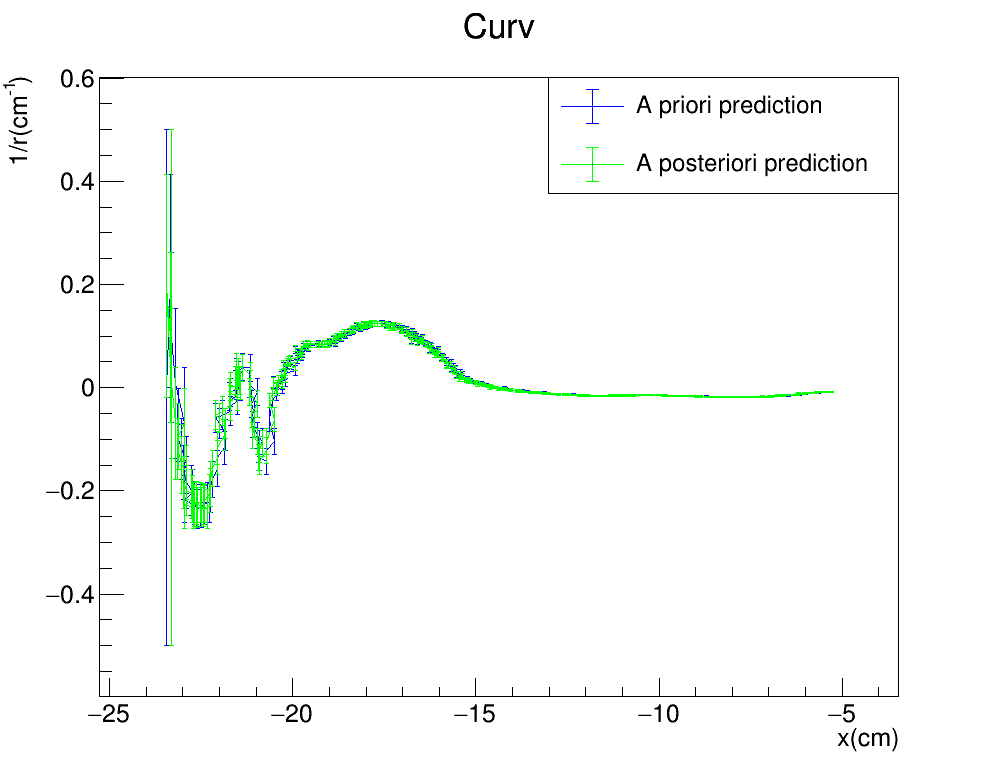 Curv
1/r(cm⁻¹)
A priori prediction
A posteriori prediction
0.6
0.4
0.2
0
−0.2
−0.4
−25 −20 −15 −10 −5
x(cm)